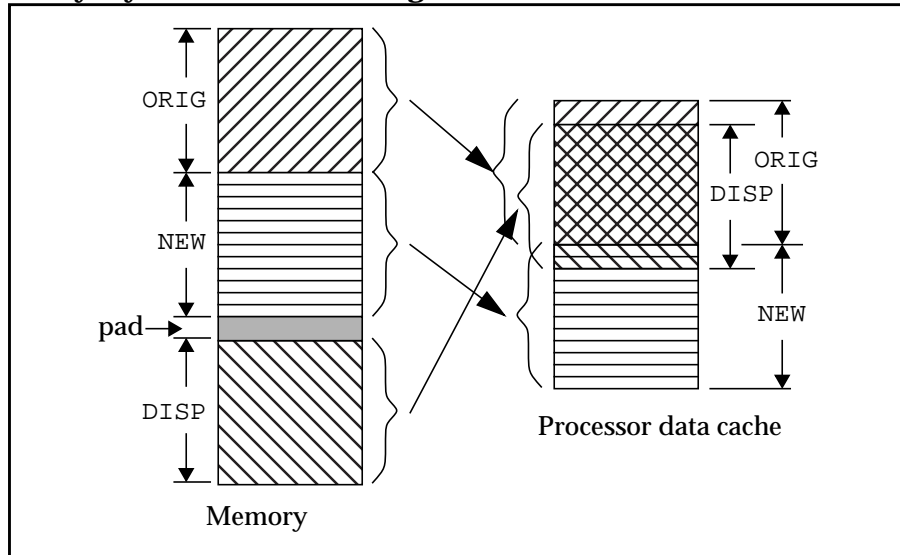 ORIG
NEW
pad
DISP
Memory
ORIG
DISP
NEW
Processor data cache